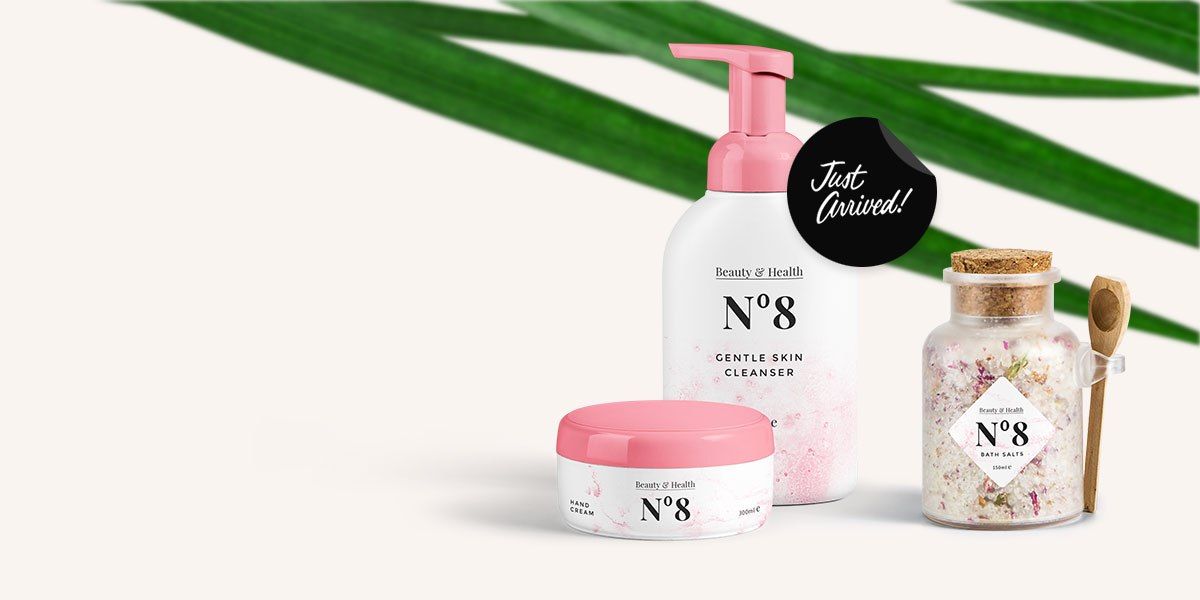 Just
Arrived!
Beauty & Health
Nº8
GENTLE SKIN
CLEANSER
Beauty & Health
Nº8
HAND
CREAM
300ml e
Beauty & Health
Nº8
BATH SALTS
150ml e